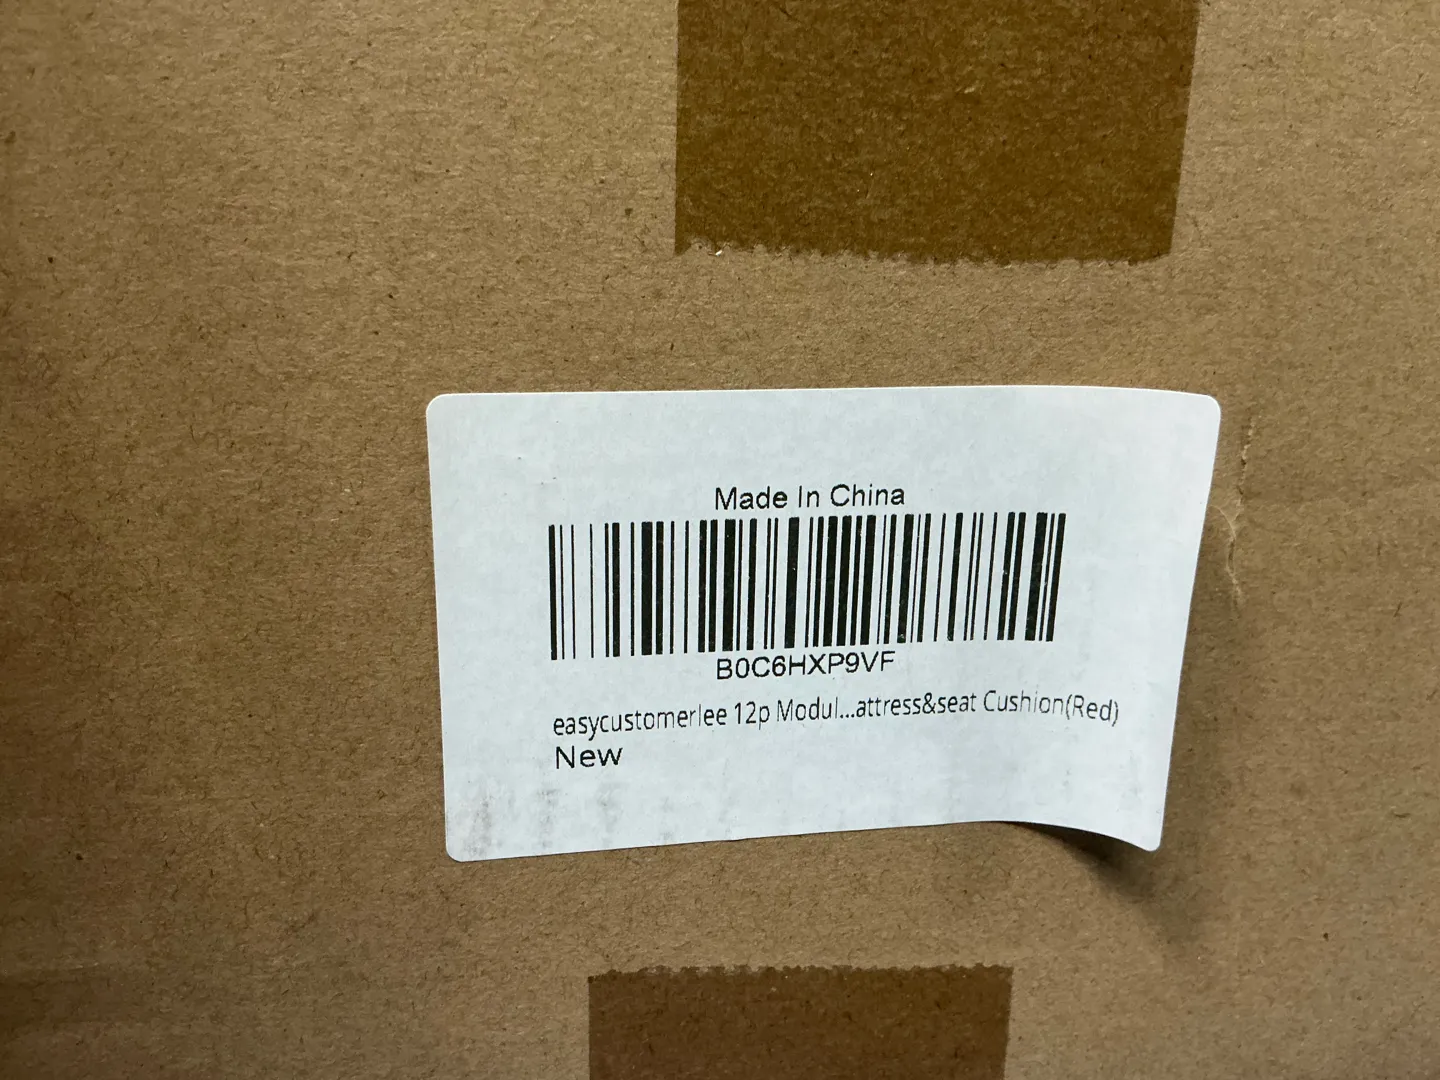 Made In China
B0C6HXP9VF
easycustomerlee 12p Modul...attress&seat Cushion(Red)
New